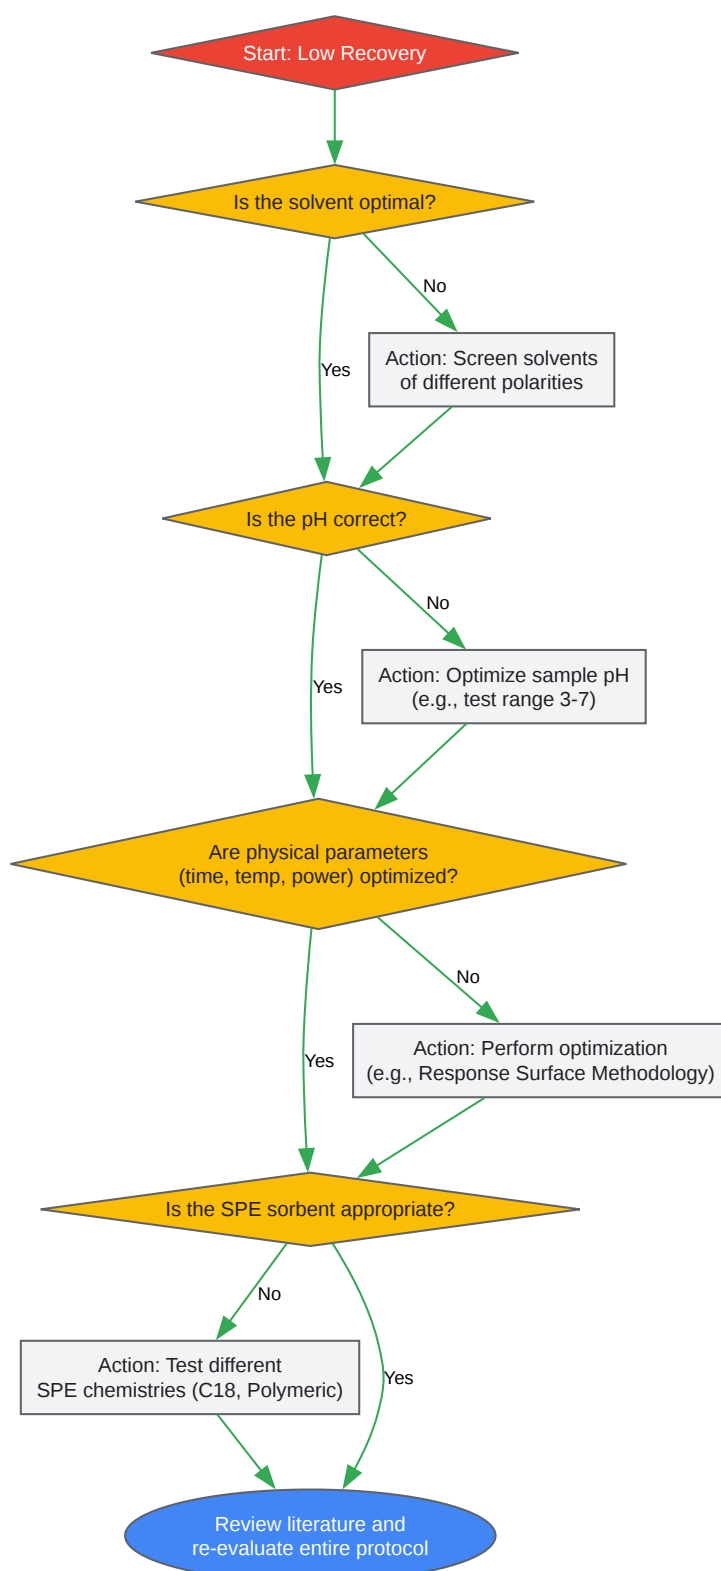 Start: Low Recovery
Is the solvent optimal?
No
Action: Screen solvents
of different polarities
Yes
Is the pH correct?
No
Action: Optimize sample pH
(e.g., test range 3-7)
Yes
Are physical parameters
(time, temp, power) optimized?
No
Action: Perform optimization
(e.g., Response Surface Methodology)
Yes
Is the SPE sorbent appropriate?
No
Action: Test different
SPE chemistries (C18, Polymeric)
Yes
Review literature and
re-evaluate entire protocol